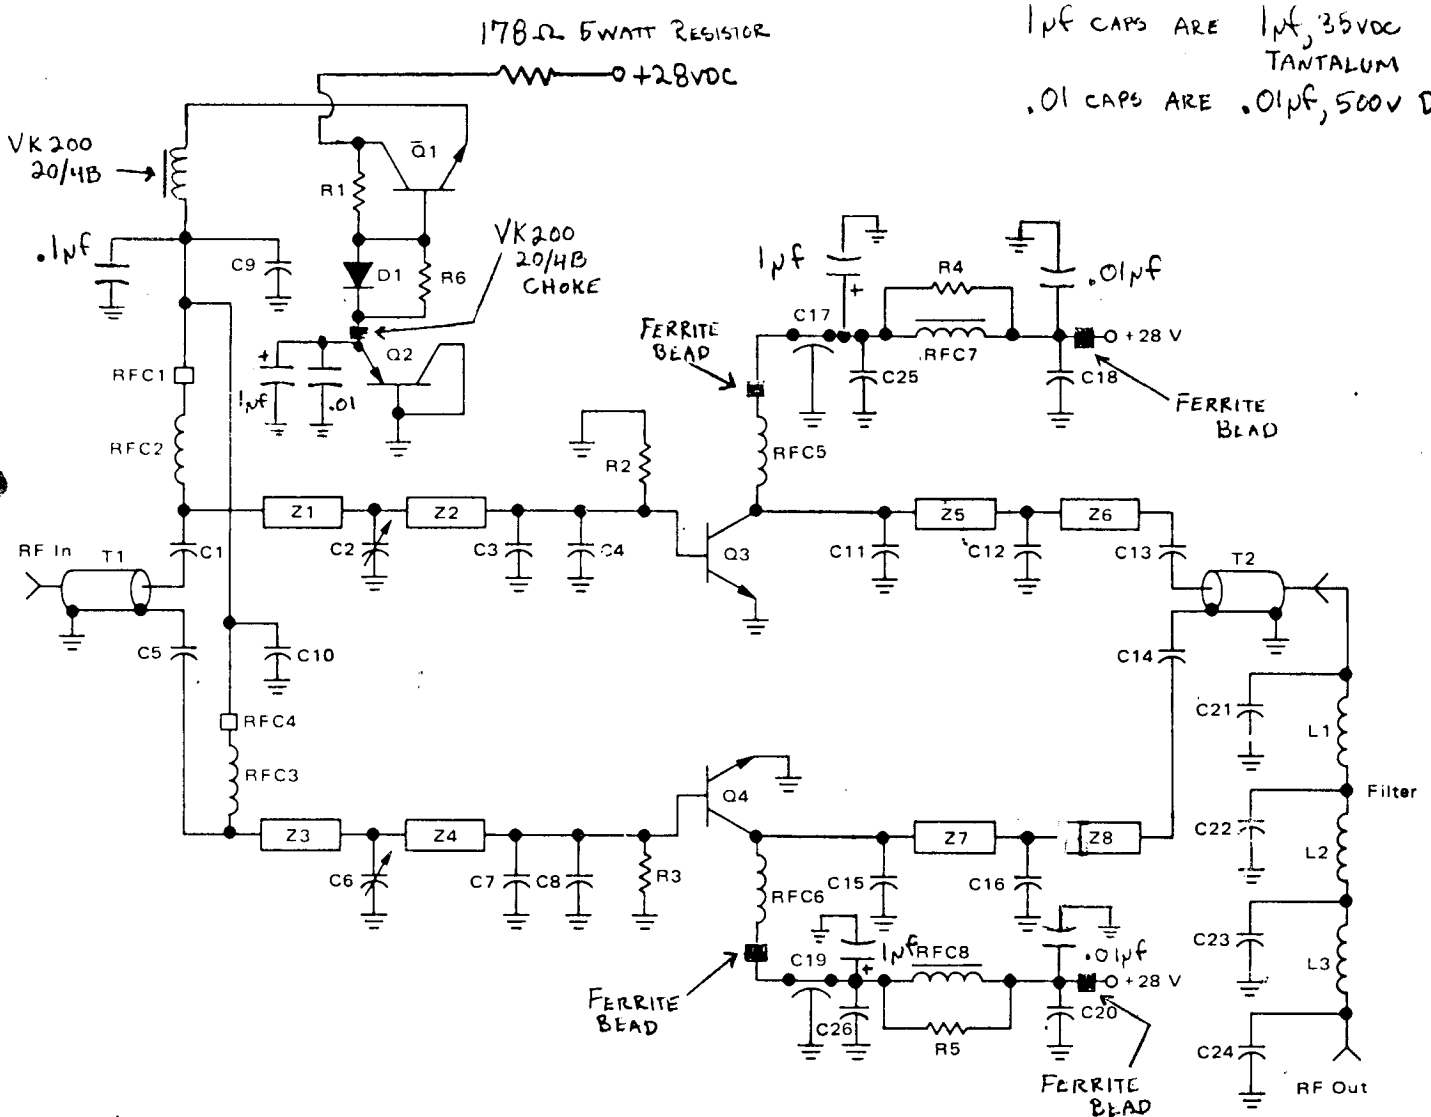 178Ω 5 WATT RESISTOR
+28VDC
1µf CAPS ARE 1µf, 35VDC
TANTALUM
.01 CAPS ARE .01µf, 500V D
VK200
20/4B
Q1
R1
.1µf
C9
D1
R6
VK200
20/4B
CHOKE
Q2
1µf
.01
RFC1
RFC2
FERRITE
BEAD
1µf
+
C17
R4
RFC7
C25
.01µf
+28 V
C18
FERRITE
BEAD
R2
RFC5
Z1
Z2
Z5
Z6
RF In
T1
C1
C2
C3
C4
Q3
C11
C12
C13
T2
C5
C10
C14
RFC4
RFC3
C21
L1
Q4
Filter
Z3
Z4
Z7
Z8
C22
L2
C6
C7
C8
R3
RFC6
C15
C16
C23
L3
FERRITE
BEAD
C19
1µf
+
RFC8
.01µf
+28 V
C26
R5
C20
C24
FERRITE
BEAD
RF Out